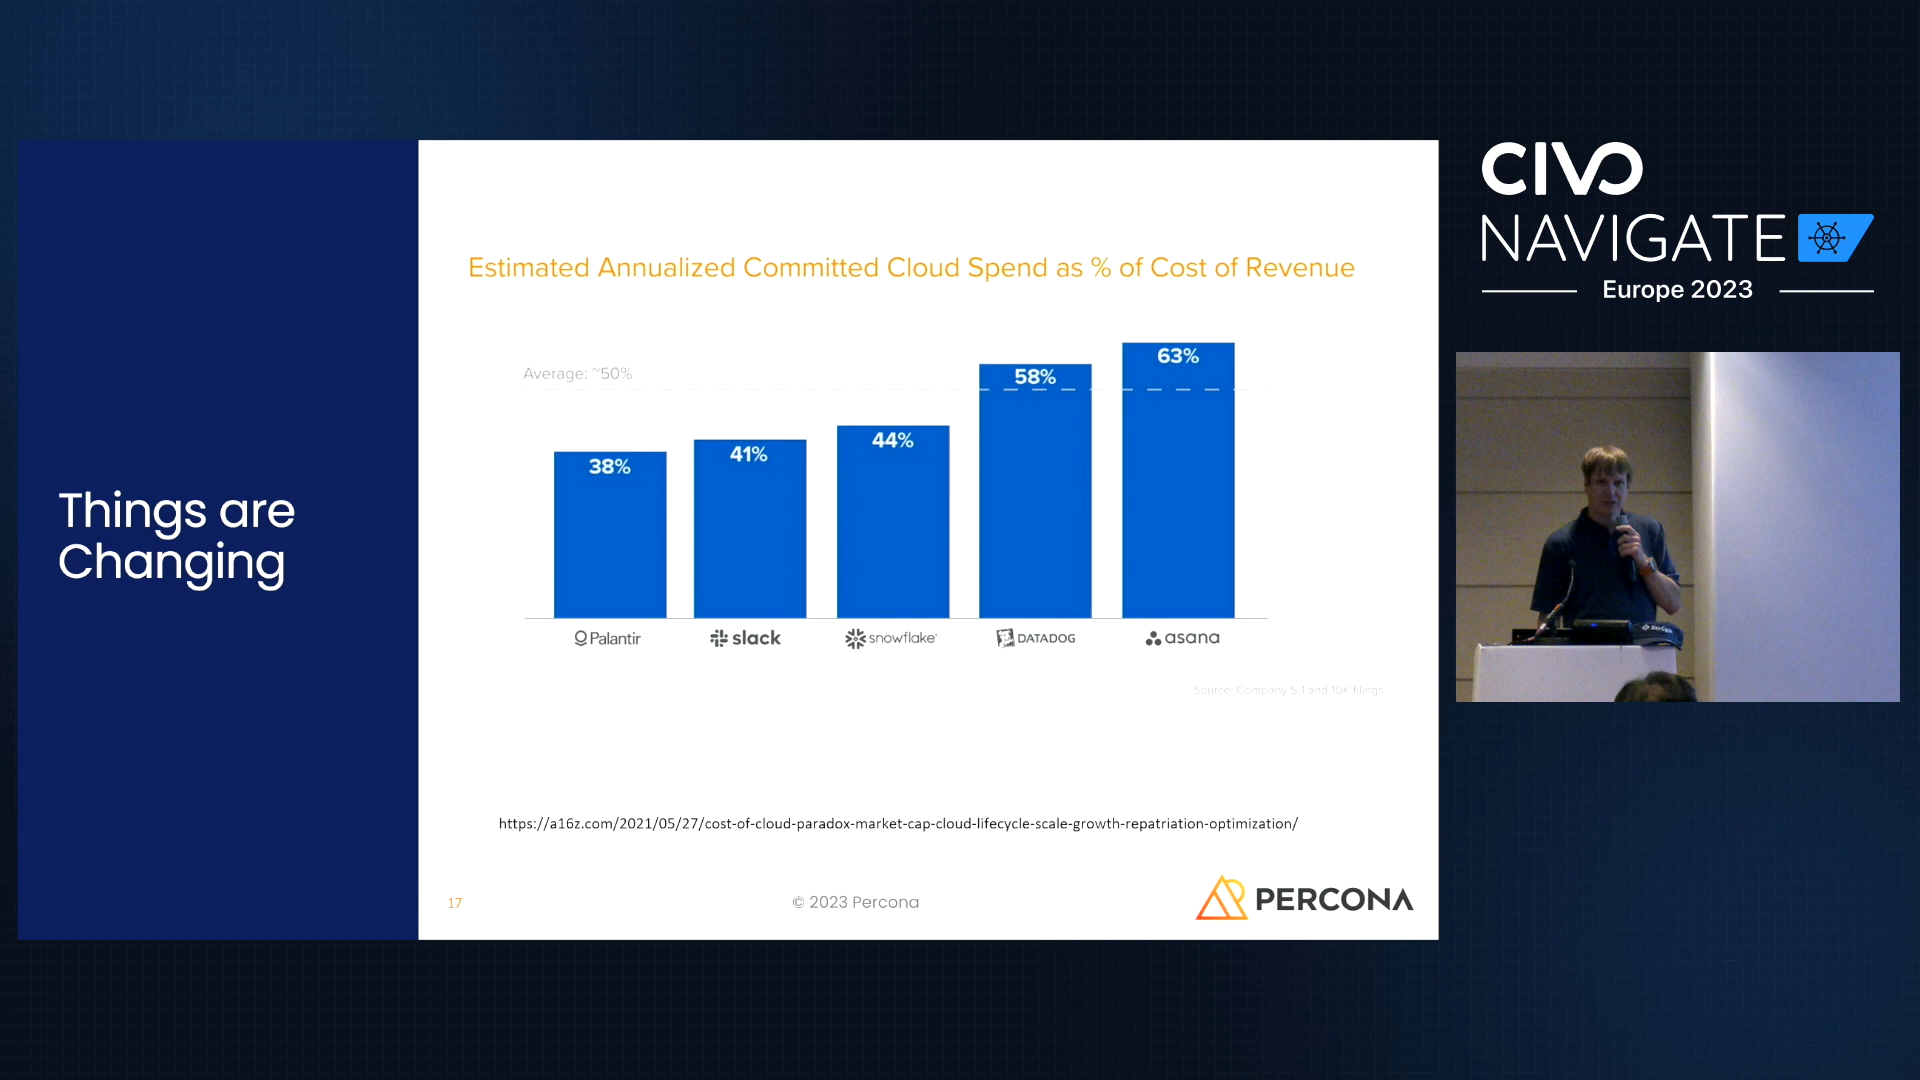 Things are
Changing
Estimated Annualized Committed Cloud Spend as % of Cost of Revenue
Average: ~50%
38%
41%
44%
58%
63%
Palantir
slack
snowflake
DATADOG
asana
Source: Company S-1 and 10K filings
https://a16z.com/2021/05/27/cost-of-cloud-paradox-market-cap-cloud-lifecycle-scale-growth-repatriation-optimization/
17
© 2023 Percona
PERCONA
CIVO
NAVIGATE
Europe 2023